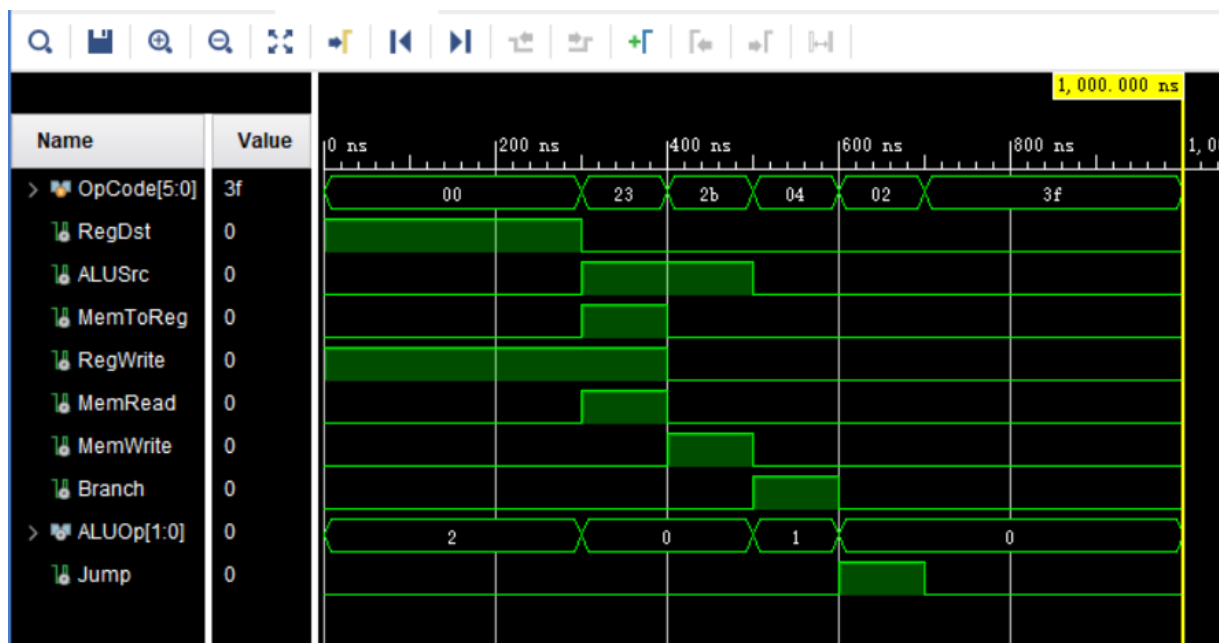 1,000.000 ns
Name Value 0 ns 200 ns 400 ns 600 ns 800 ns 1,0
OpCode[5:0] 3f 00 23 2b 04 02 3f
RegDst 0
ALUSrc 0
MemToReg 0
RegWrite 0
MemRead 0
MemWrite 0
Branch 0
ALUOp[1:0] 0 2 0 1 0
Jump 0